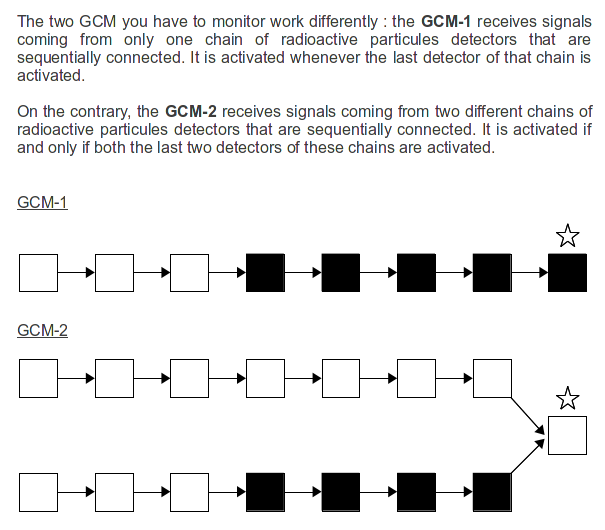 The two GCM you have to monitor work differently : the GCM-1 receives signals
coming from only one chain of radioactive particules detectors that are
sequentially connected. It is activated whenever the last detector of that chain is
activated.
On the contrary, the GCM-2 receives signals coming from two different chains of
radioactive particules detectors that are sequentially connected. It is activated if
and only if both the last two detectors of these chains are activated.
GCM-1
GCM-2